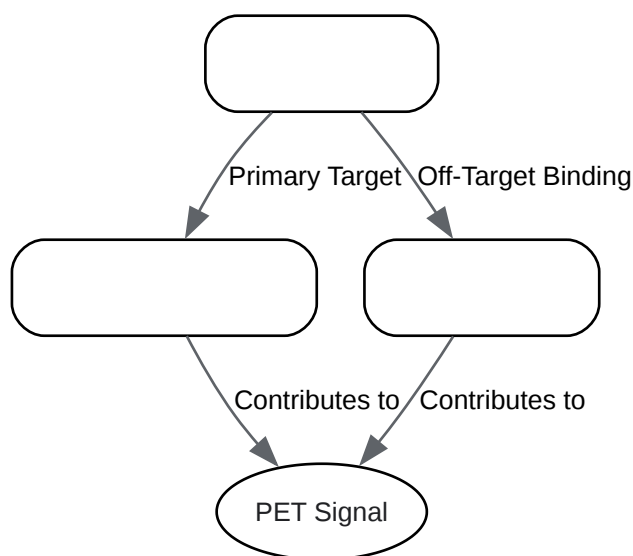 Primary Target
Off-Target Binding
Contributes to
Contributes to
PET Signal